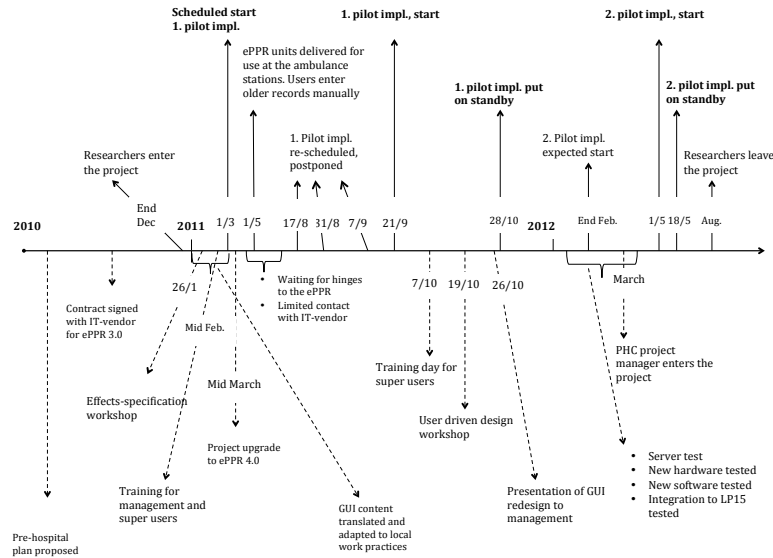 Scheduled start
1. pilot impl.
1. pilot impl., start
2. pilot impl., start
ePPR units delivered for
use at the ambulance
stations. Users enter
older records manually
1. pilot impl. put
on standby
2. pilot impl. put
on standby
Researchers enter
the project
1. Pilot impl.
re-scheduled,
postponed
2. Pilot impl.
expected start
Researchers leave
the project
End
Dec
2010
2011
1/3
1/5
17/8
31/8
7/9
21/9
28/10
2012
End Feb.
1/5
18/5
Aug.
26/1
• Waiting for hinges
to the ePPR
• Limited contact
with IT-vendor
7/10
19/10
26/10
March
Contract signed
with IT-vendor
for ePPR 3.0
Mid Feb.
Mid March
Training day for
super users
PHC project
manager enters the
project
Effects-specification
workshop
User driven design
workshop
Project upgrade
to ePPR 4.0
• Server test
• New hardware tested
• New software tested
• Integration to LP15
tested
Training for
management and
super users
GUI content
translated and
adapted to local
work practices
Presentation of GUI
redesign to
management
Pre-hospital
plan proposed